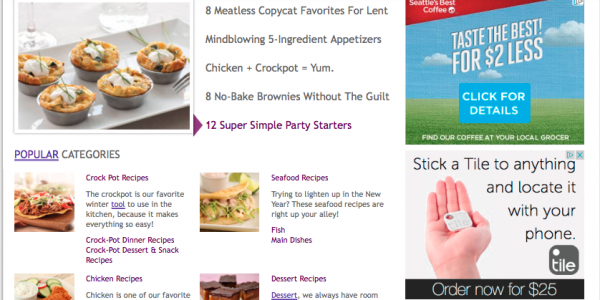 8 Meatless Copycat Favorites For Lent
Mindblowing 5-Ingredient Appetizers
Chicken + Crockpot = Yum.
8 No-Bake Brownies Without The Guilt
12 Super Simple Party Starters
POPULAR CATEGORIES
Crock Pot Recipes
The crockpot is our favorite
winter tool to use in the
kitchen, because it makes
everything so easy!
Crock-Pot Dinner Recipes
Crock-Pot Dessert & Snack
Recipes
Seafood Recipes
Trying to lighten up in the New
Year? These seafood recipes
are right up your alley!
Fish
Main Dishes
Chicken Recipes
Chicken is one of our favorite
Dessert Recipes
Dessert, we always have room
Seattle's Best
Coffee
TASTE THE BEST!
FOR $2 LESS
CLICK FOR
DETAILS
FIND OUR COFFEE AT YOUR LOCAL GROCER
Stick a Tile to anything
and locate it
with your
phone.
tile
Order now for $25